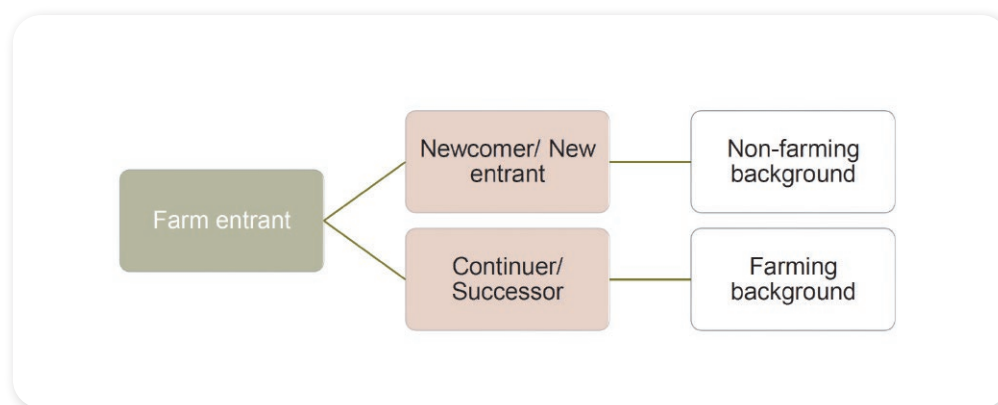 Farm entrant
Newcomer/ New
entrant
Non-farming
background
Continuer/
Successor
Farming
background